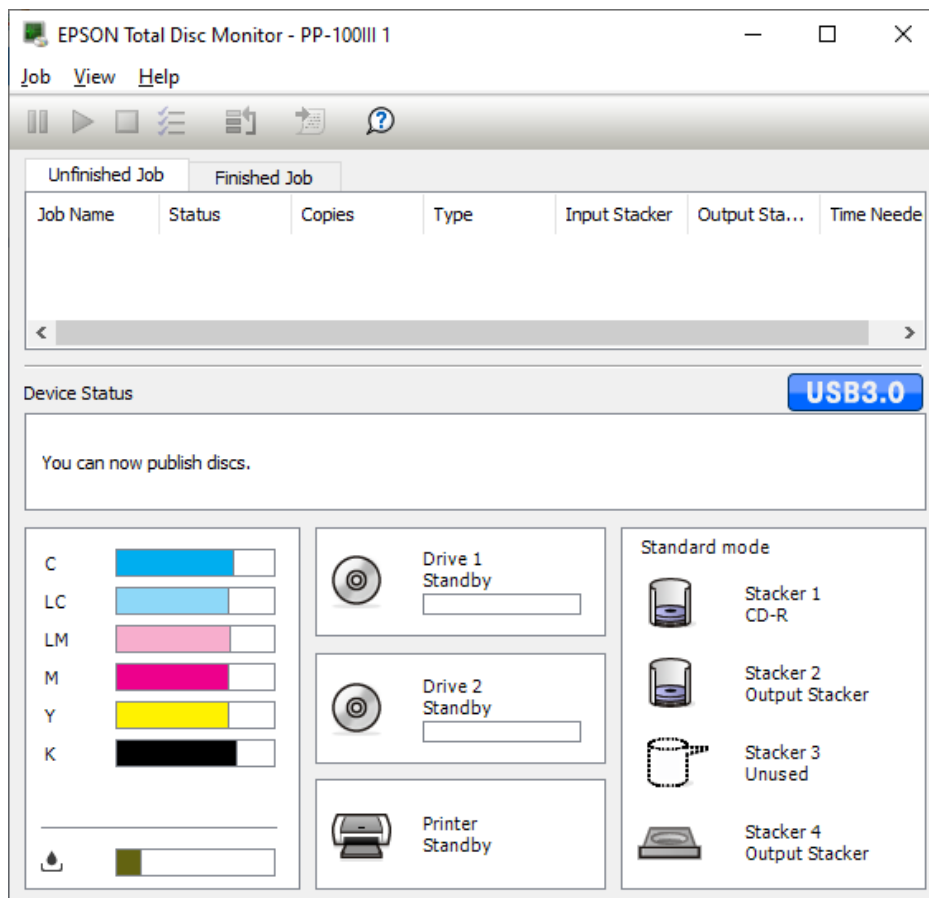 EPSON Total Disc Monitor - PP-100III 1
Job View Help
Unfinished Job Finished Job
Job Name Status Copies Type Input Stacker Output Sta... Time Neede
Device Status USB3.0
You can now publish discs.
C
LC
LM
M
Y
K
Drive 1
Standby
Drive 2
Standby
Printer
Standby
Standard mode
Stacker 1
CD-R
Stacker 2
Output Stacker
Stacker 3
Unused
Stacker 4
Output Stacker